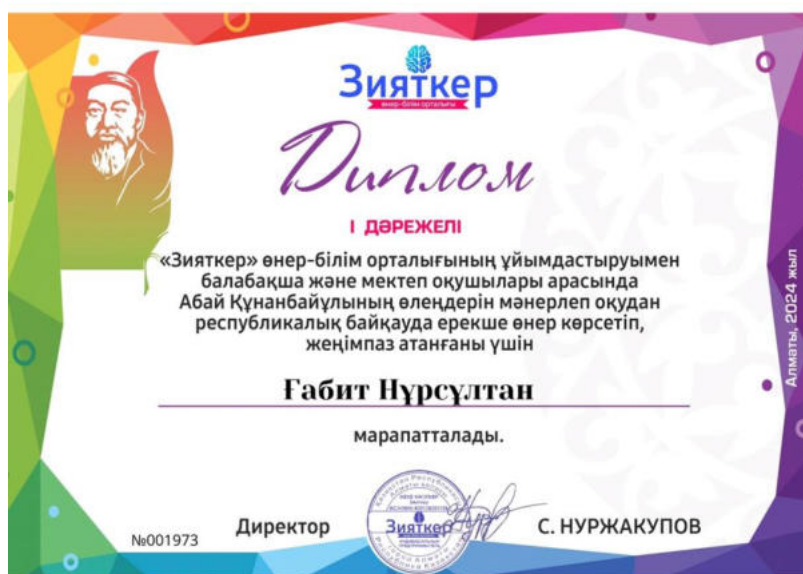 Зияткер
өнер-білім орталығы
Диплом
І ДӘРЕЖЕЛІ
«Зияткер» өнер-білім орталығының ұйымдастыруымен
балабақша және мектеп оқушылары арасында
Абай Құнанбайұлының өлеңдерін мәнерлеп оқудан
республикалық байқауда ерекше өнер көрсетіп,
жеңімпаз атанғаны үшін
Ғабит Нұрсұлтан
марапатталады.
Директор
Зияткер
С. НУРЖАКУПОВ
№001973
Алматы, 2024 жыл